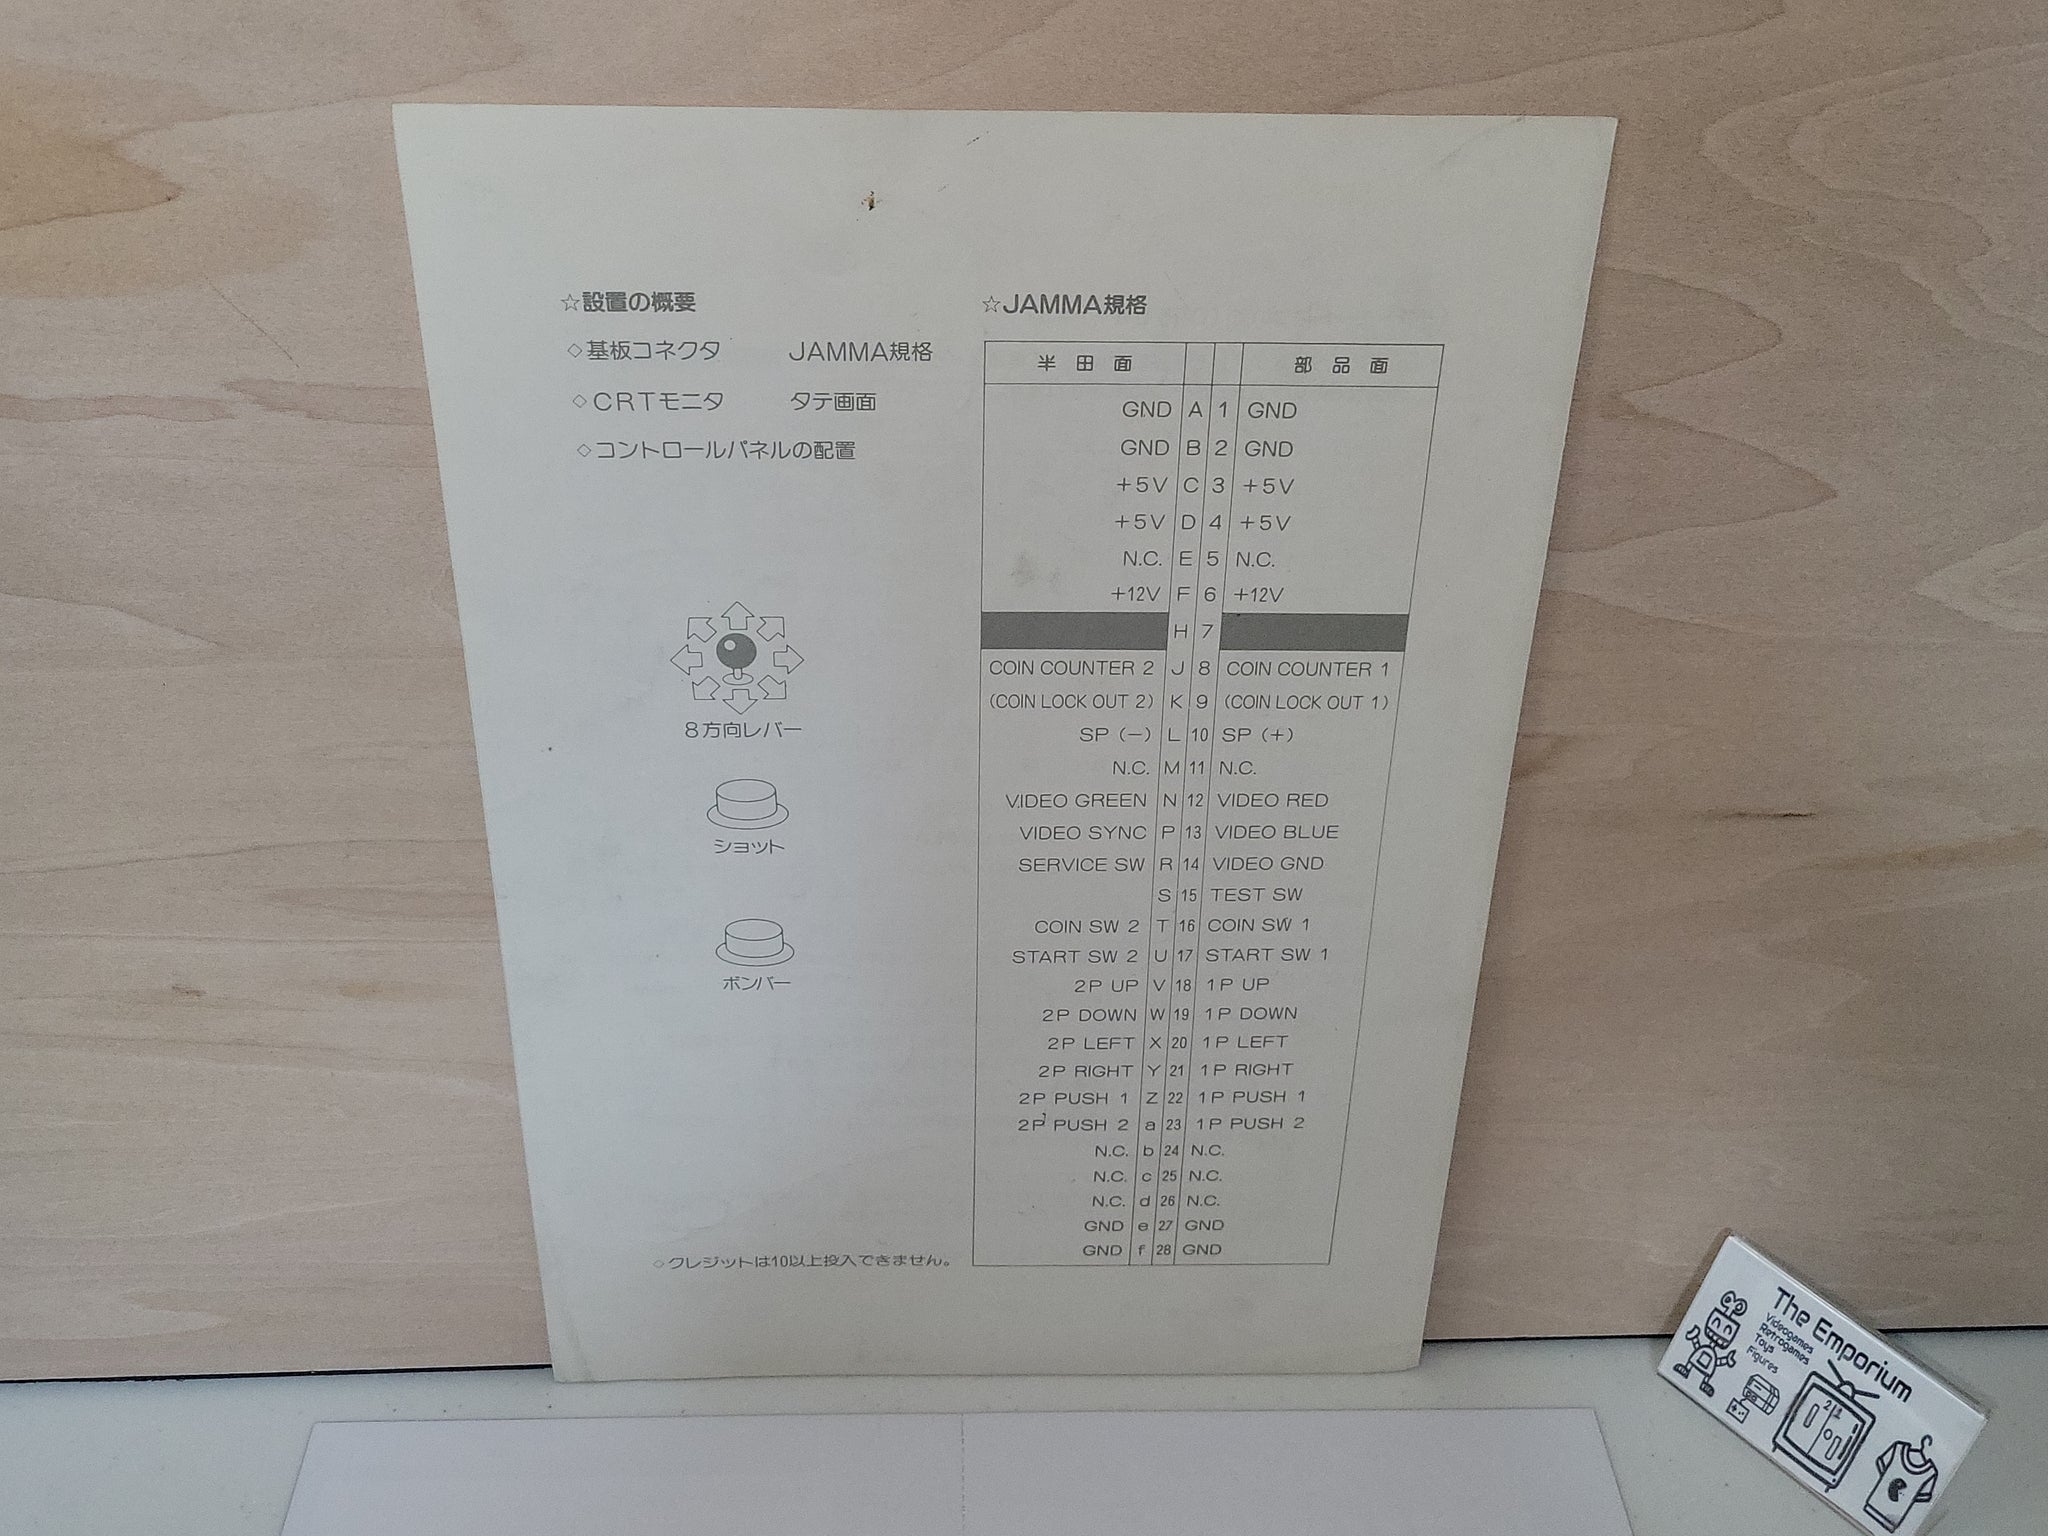 ☆設置の概要
◇基板コネクタ JAMMA規格
◇CRTモニタ タテ画面
◇コントロールパネルの配置
8方向レバー
ショット
ボンバー
◇クレジットは10以上投入できません。
☆JAMMA規格
半田面 部品面
GND A 1 GND
GND B 2 GND
+5V C 3 +5V
+5V D 4 +5V
N.C. E 5 N.C.
+12V F 6 +12V
H 7
COIN COUNTER 2 J 8 COIN COUNTER 1
(COIN LOCK OUT 2) K 9 (COIN LOCK OUT 1)
SP (−) L 10 SP (+)
N.C. M 11 N.C.
VIDEO GREEN N 12 VIDEO RED
VIDEO SYNC P 13 VIDEO BLUE
SERVICE SW R 14 VIDEO GND
S 15 TEST SW
COIN SW 2 T 16 COIN SW 1
START SW 2 U 17 START SW 1
2P UP V 18 1P UP
2P DOWN W 19 1P DOWN
2P LEFT X 20 1P LEFT
2P RIGHT Y 21 1P RIGHT
2P PUSH 1 Z 22 1P PUSH 1
2P PUSH 2 a 23 1P PUSH 2
N.C. b 24 N.C.
N.C. c 25 N.C.
N.C. d 26 N.C.
GND e 27 GND
GND f 28 GND
The Emporium
Videogames
Retrogames
Toys
Figures